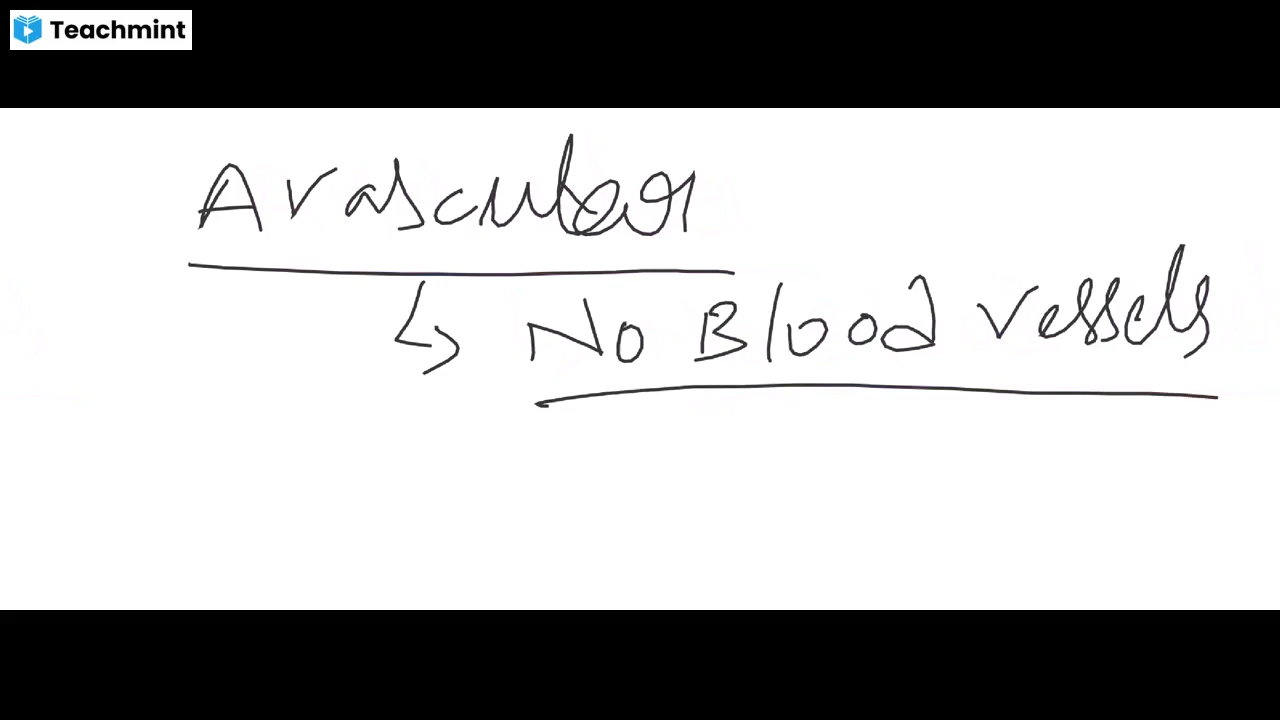 Teachmint
Avascular
↳ No Blood vessels